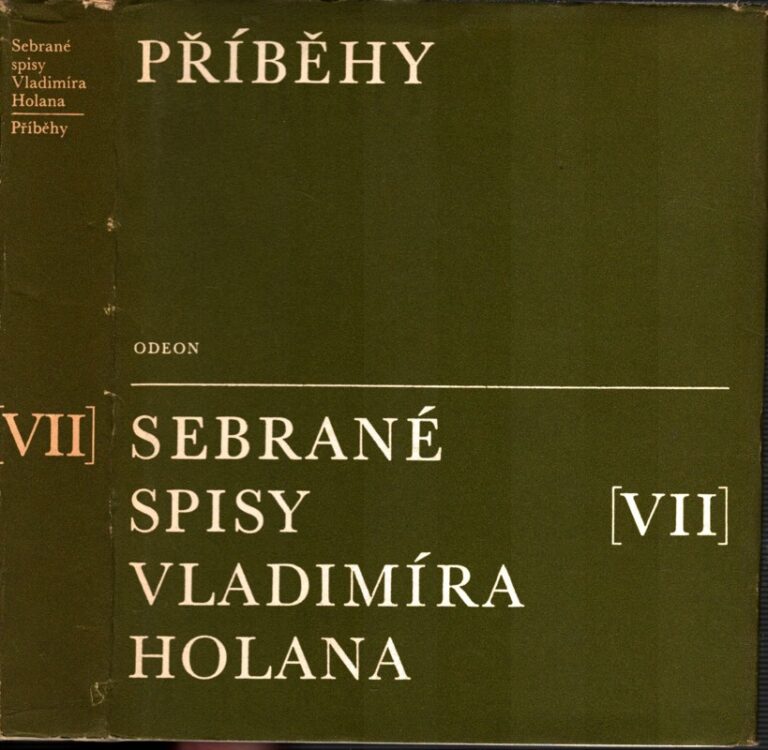 Sebrané
spisy
Vladimíra
Holana
Příběhy
[VII]
PŘÍBĚHY
ODEON
SEBRANÉ
SPISY [VII]
VLADIMÍRA
HOLANA